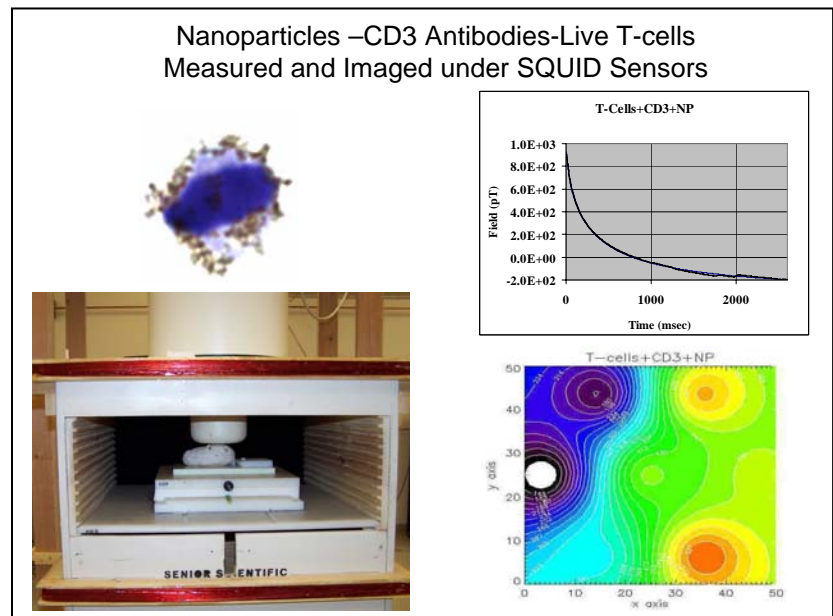 Nanoparticles –CD3 Antibodies-Live T-cells
Measured and Imaged under SQUID Sensors
T-Cells+CD3+NP
1.0E+03
8.0E+02
6.0E+02
4.0E+02
2.0E+02
0.0E+00
-2.0E+02
Field (pT)
0 1000 2000
Time (msec)
SENIOR SCIENTIFIC
T-cells+CD3+NP
50
40
30
20
10
0
y axis
0 10 20 30 40 50
x axis